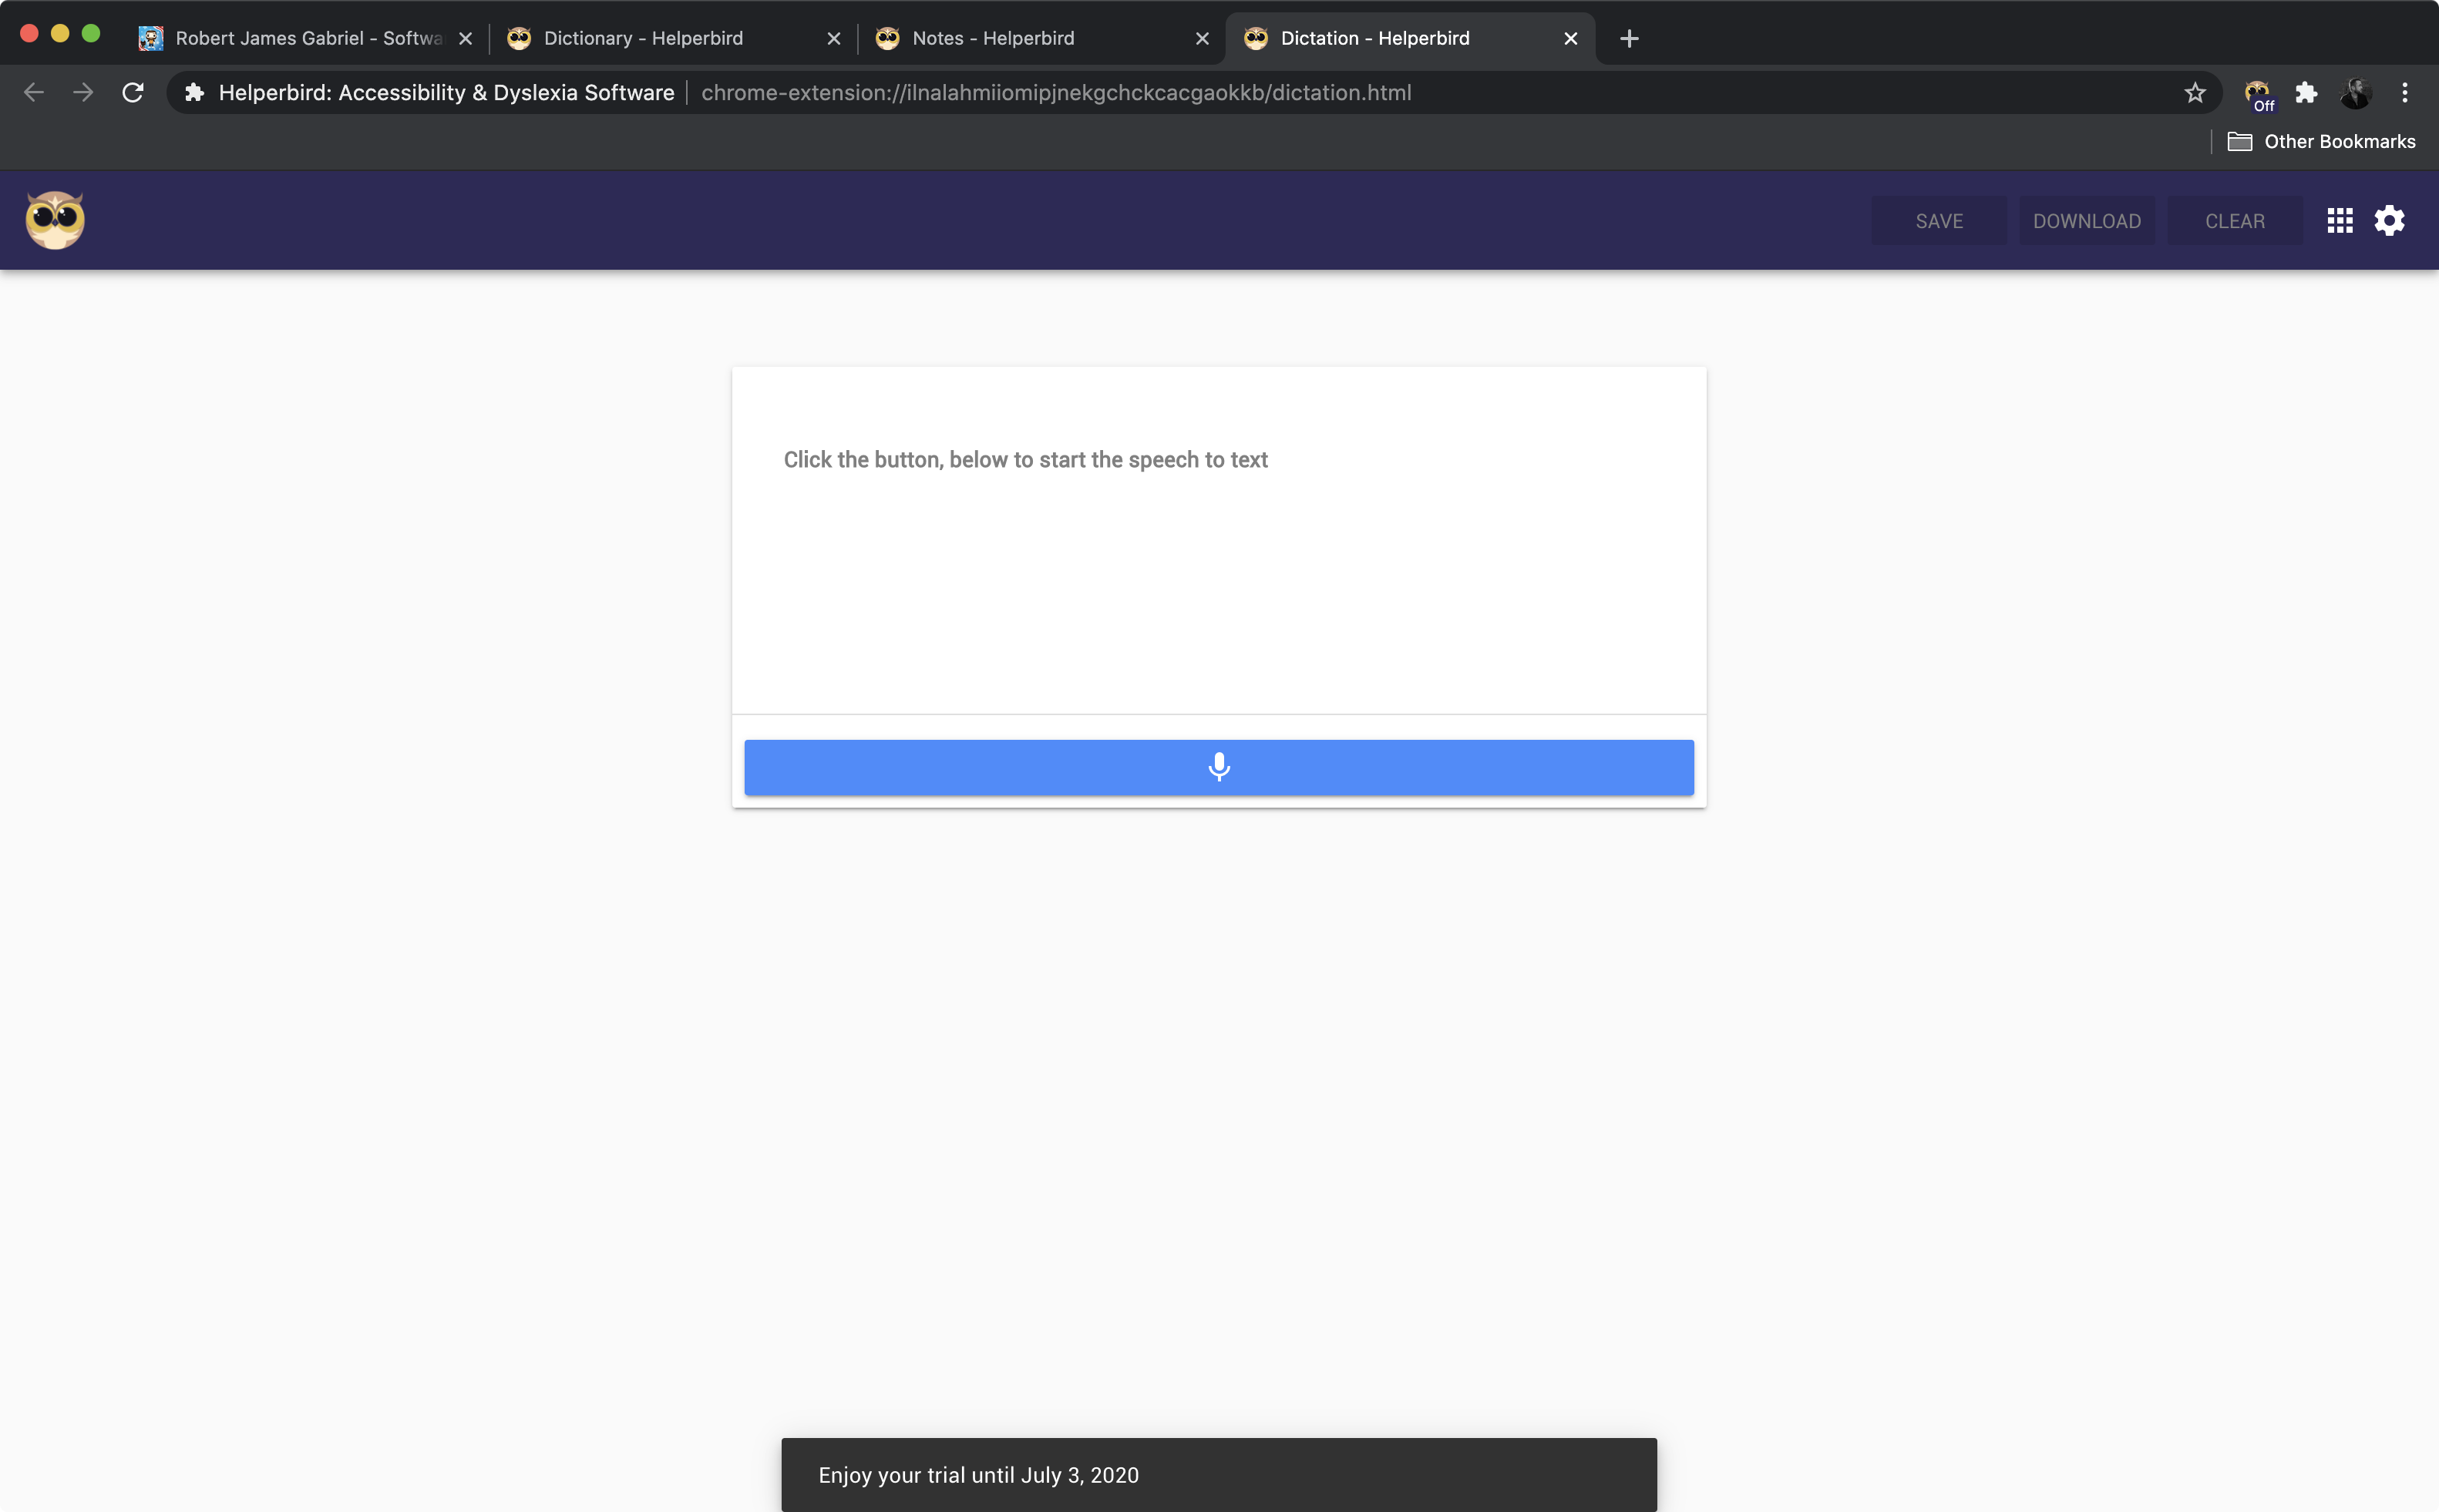 Robert James Gabriel - Softwa
Dictionary - Helperbird
Notes - Helperbird
Dictation - Helperbird
Helperbird: Accessibility & Dyslexia Software
chrome-extension://ilnalahmiiomipjnekgchckcacgaokkb/dictation.html
Off
Other Bookmarks
SAVE
DOWNLOAD
CLEAR
Click the button, below to start the speech to text
Enjoy your trial until July 3, 2020